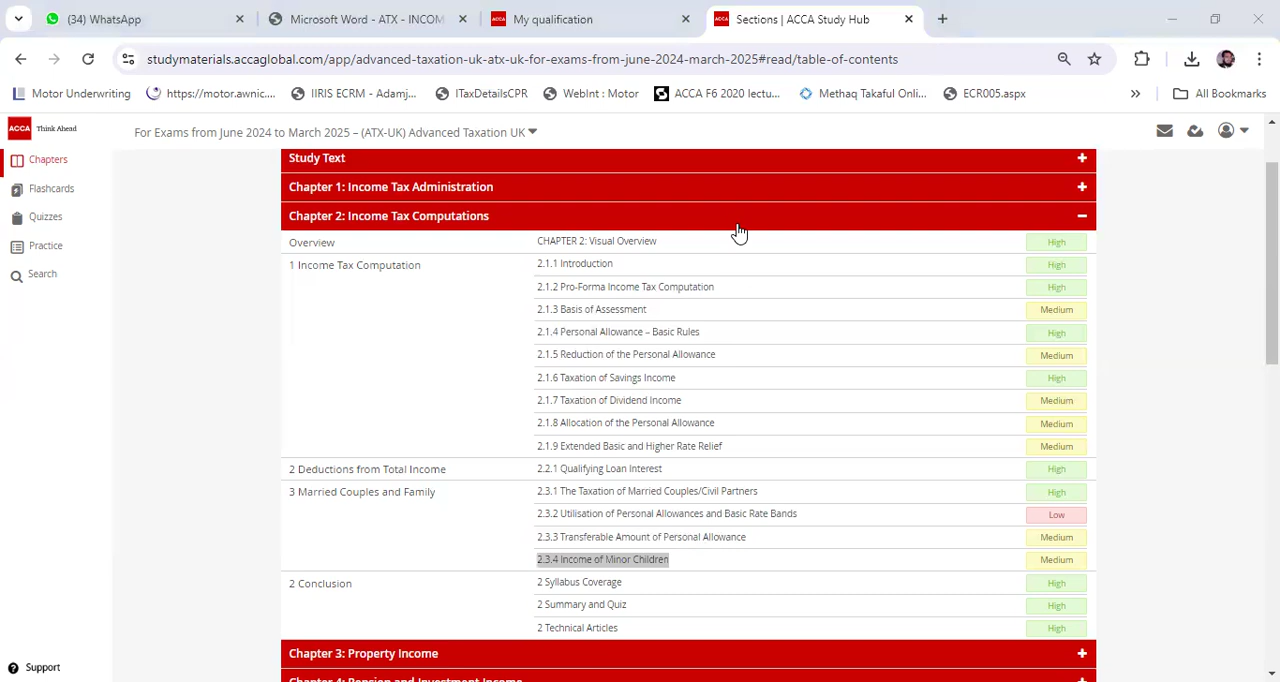 (34) WhatsApp
Microsoft Word - ATX - INCOM
My qualification
Sections | ACCA Study Hub
studymaterials.accaglobal.com/app/advanced-taxation-uk-atx-uk-for-exams-from-june-2024-march-2025#read/table-of-contents
Motor Underwriting
https://motor.awnic....
IIRIS ECRM - Adamj...
ITaxDetailsCPR
WebInt : Motor
ACCA F6 2020 lectu...
Methaq Takaful Onli...
ECR005.aspx
All Bookmarks
ACCA Think Ahead
For Exams from June 2024 to March 2025 – (ATX-UK) Advanced Taxation UK
Chapters
Flashcards
Quizzes
Practice
Search
Support
Study Text
Chapter 1: Income Tax Administration
Chapter 2: Income Tax Computations
Overview CHAPTER 2: Visual Overview High
1 Income Tax Computation 2.1.1 Introduction High
2.1.2 Pro-Forma Income Tax Computation High
2.1.3 Basis of Assessment Medium
2.1.4 Personal Allowance – Basic Rules High
2.1.5 Reduction of the Personal Allowance Medium
2.1.6 Taxation of Savings Income High
2.1.7 Taxation of Dividend Income Medium
2.1.8 Allocation of the Personal Allowance Medium
2.1.9 Extended Basic and Higher Rate Relief Medium
2 Deductions from Total Income 2.2.1 Qualifying Loan Interest High
3 Married Couples and Family 2.3.1 The Taxation of Married Couples/Civil Partners High
2.3.2 Utilisation of Personal Allowances and Basic Rate Bands Low
2.3.3 Transferable Amount of Personal Allowance Medium
2.3.4 Income of Minor Children Medium
2 Conclusion 2 Syllabus Coverage High
2 Summary and Quiz High
2 Technical Articles High
Chapter 3: Property Income
Chapter 4: Pension and Investment Income